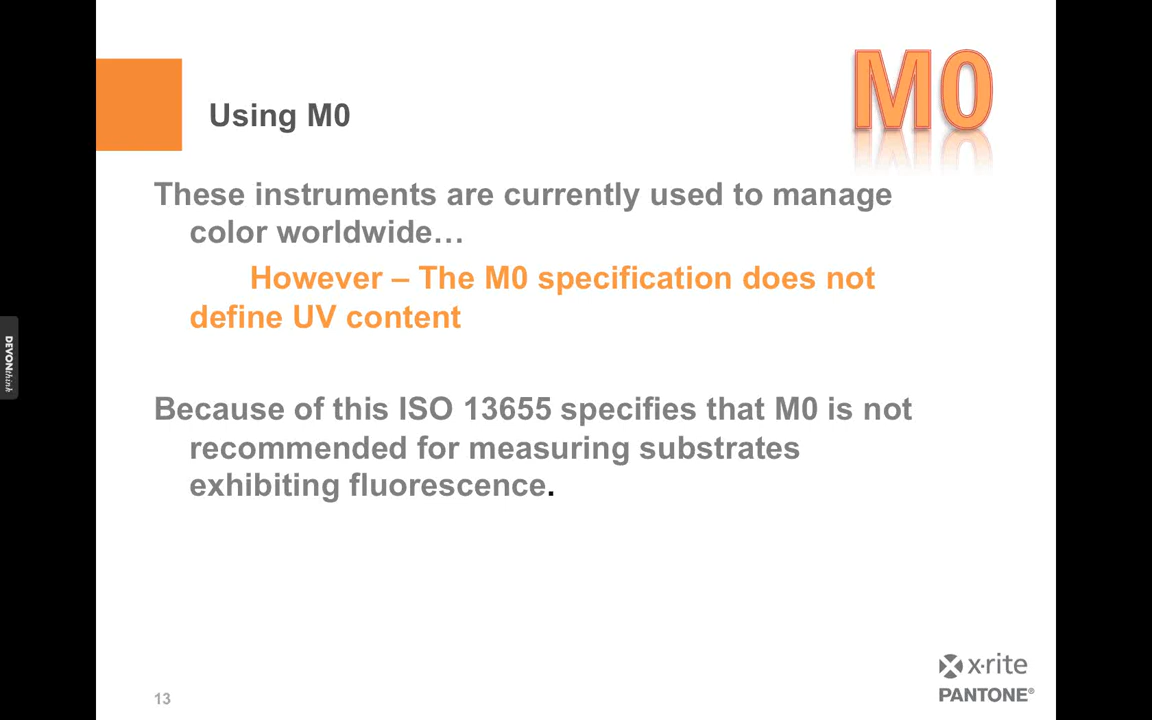 M0
Using M0
These instruments are currently used to manage
color worldwide…
However – The M0 specification does not
define UV content
Because of this ISO 13655 specifies that M0 is not
recommended for measuring substrates
exhibiting fluorescence.
DEVONthink
13
x·rite
PANTONE®